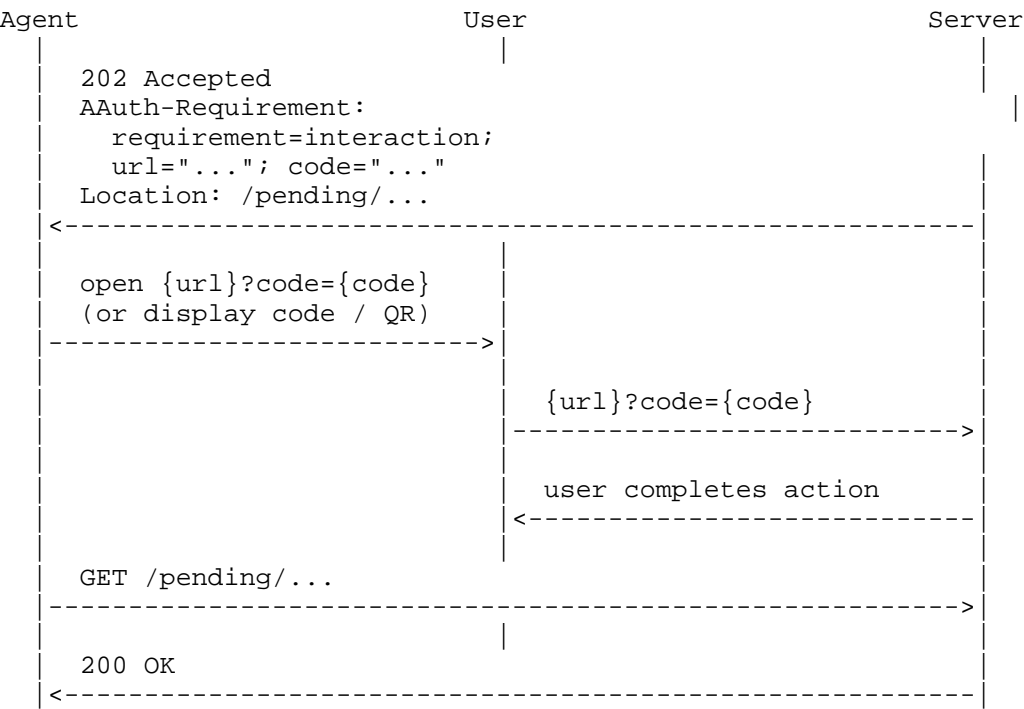 Agent User Server
202 Accepted
AAuth-Requirement:
requirement=interaction;
url="..."; code="..."
Location: /pending/...
open {url}?code={code}
(or display code / QR)
{url}?code={code}
user completes action
GET /pending/...
200 OK